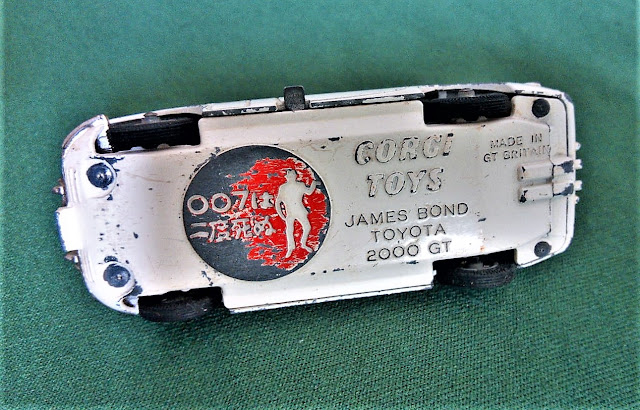 007は
二度死ぬ
CORGI
TOYS
JAMES BOND
TOYOTA
2000 GT
MADE IN
GT BRITAIN